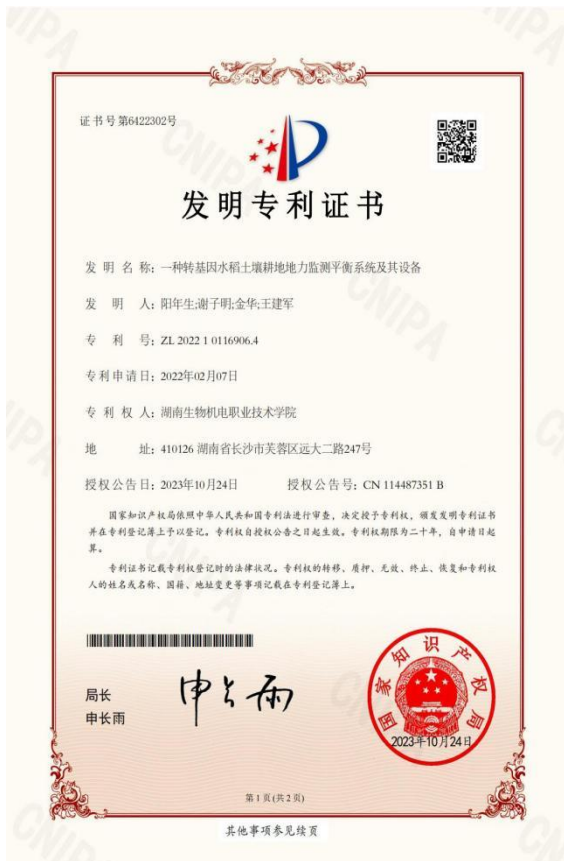 证书号第6422302号
发明专利证书
发明名称：一种转基因水稻土壤耕地地力监测平衡系统及其设备
发明人：阳年生;谢子明;金华;王建军
专利号：ZL 2022 1 0116906.4
专利申请日：2022年02月07日
专利权人：湖南生物机电职业技术学院
地址：410126 湖南省长沙市芙蓉区远大二路247号
授权公告日：2023年10月24日 授权公告号：CN 114487351 B
国家知识产权局依照中华人民共和国专利法进行审查，决定授予专利权，颁发发明专利证书
并在专利登记簿上予以登记。专利权自授权公告之日起生效。专利权期限为二十年，自申请日起
算。
专利证书记载专利权登记时的法律状况。专利权的转移、质押、无效、终止、恢复和专利权
人的姓名或名称、国籍、地址变更等事项记载在专利登记簿上。
局长
申长雨
申长雨
国家知识产权局
2023年10月24日
第1页(共2页)
其他事项参见续页
CNIPA
CNIPA
CNIPA
CNIPA
CNIPA